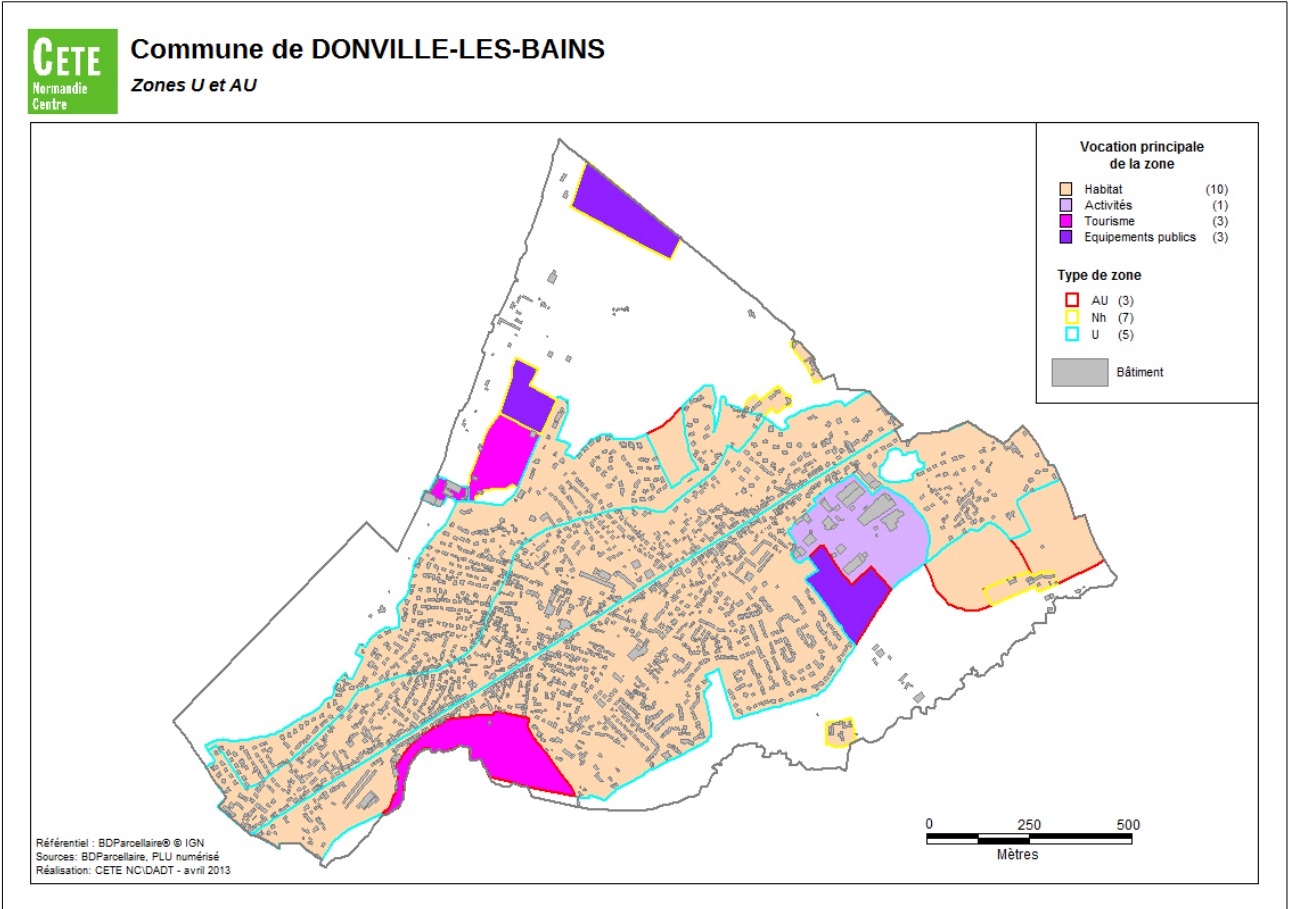 CETE
Normandie
Centre
Commune de DONVILLE-LES-BAINS
Zones U et AU
Vocation principale
de la zone
Habitat (10)
Activités (1)
Tourisme (3)
Equipements publics (3)
Type de zone
AU (3)
Nh (7)
U (5)
Bâtiment
Référentiel : BDParcellaire® © IGN
Sources: BDParcellaire, PLU numérisé
Réalisation: CETE NC\DADT - avril 2013
0 250 500
Mètres